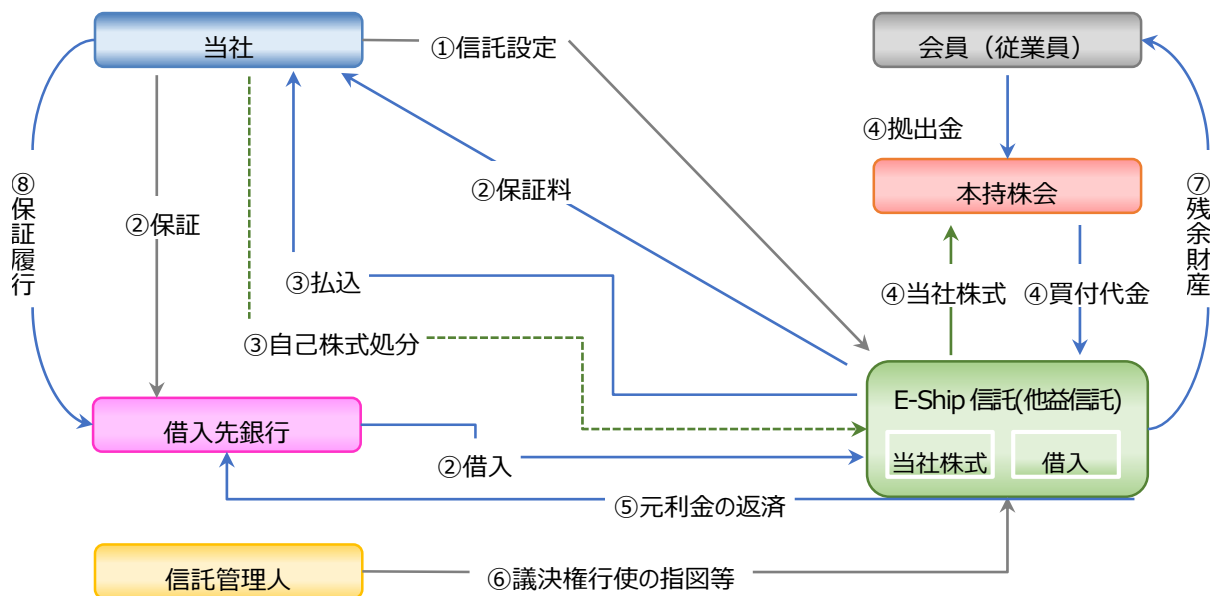 当社
①信託設定
会員（従業員）
④拠出金
本持株会
⑧保証履行
②保証
②保証料
⑦残余財産
③払込
④当社株式
④買付代金
③自己株式処分
E-Ship 信託(他益信託)
借入先銀行
②借入
当社株式
借入
⑤元利金の返済
信託管理人
⑥議決権行使の指図等